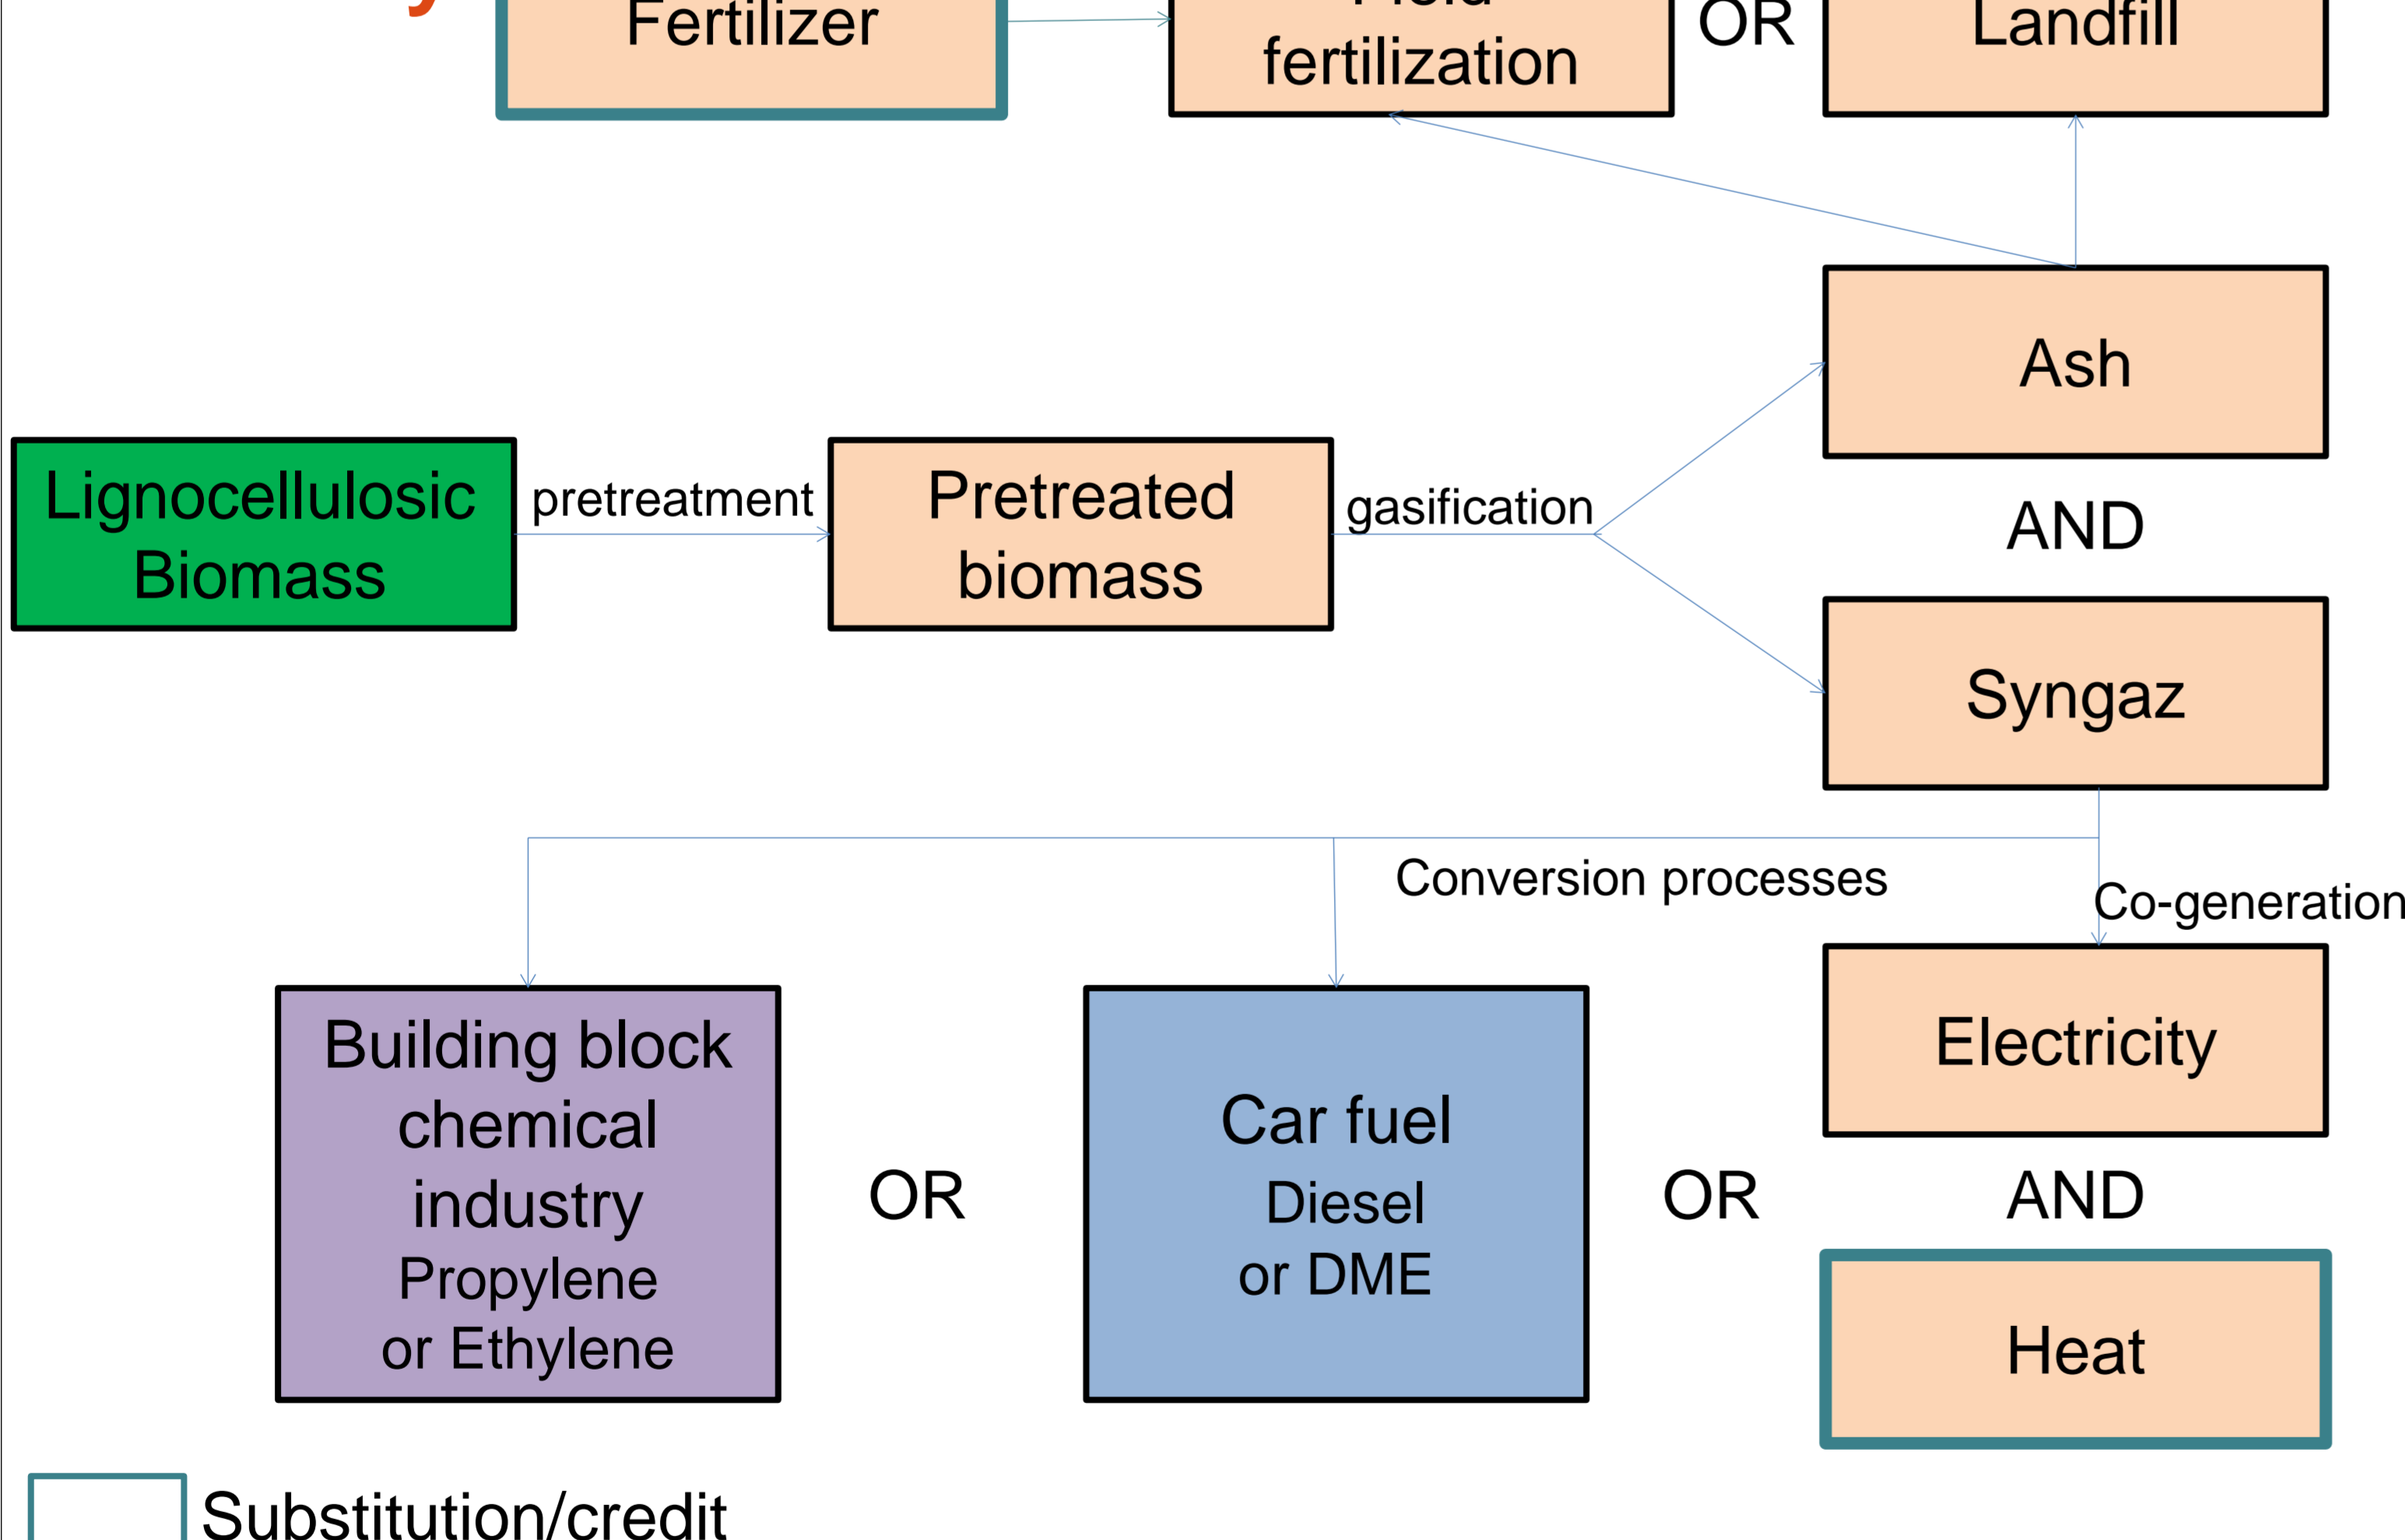 Fertilizer
Field
fertilization
OR
Landfill
Ash
Lignocellulosic
Biomass
pretreatment
Pretreated
biomass
gasification
AND
Syngaz
Conversion processes
Co-generation
Building block
chemical
industry
Propylene
or Ethylene
OR
Car fuel
Diesel
or DME
OR
Electricity
AND
Heat
Substitution/credit